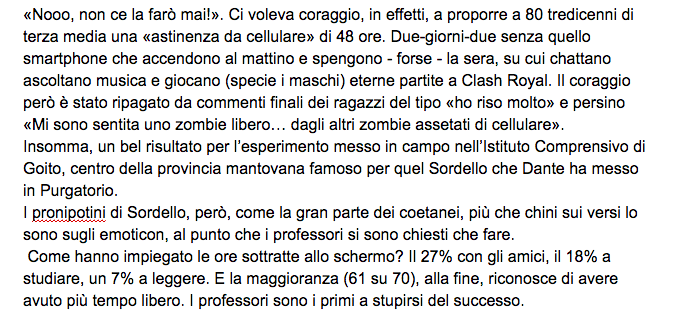 «Nooo, non ce la farò mai!». Ci voleva coraggio, in effetti, a proporre a 80 tredicenni di
terza media una «astinenza da cellulare» di 48 ore. Due-giorni-due senza quello
smartphone che accendono al mattino e spengono - forse - la sera, su cui chattano
ascoltano musica e giocano (specie i maschi) eterne partite a Clash Royal. Il coraggio
però è stato ripagato da commenti finali dei ragazzi del tipo «ho riso molto» e persino
«Mi sono sentita uno zombie libero… dagli altri zombie assetati di cellulare».
Insomma, un bel risultato per l’esperimento messo in campo nell’Istituto Comprensivo di
Goito, centro della provincia mantovana famoso per quel Sordello che Dante ha messo
in Purgatorio.
I pronipotini di Sordello, però, come la gran parte dei coetanei, più che chini sui versi lo
sono sugli emoticon, al punto che i professori si sono chiesti che fare.
Come hanno impiegato le ore sottratte allo schermo? Il 27% con gli amici, il 18% a
studiare, un 7% a leggere. E la maggioranza (61 su 70), alla fine, riconosce di avere
avuto più tempo libero. I professori sono i primi a stupirsi del successo.